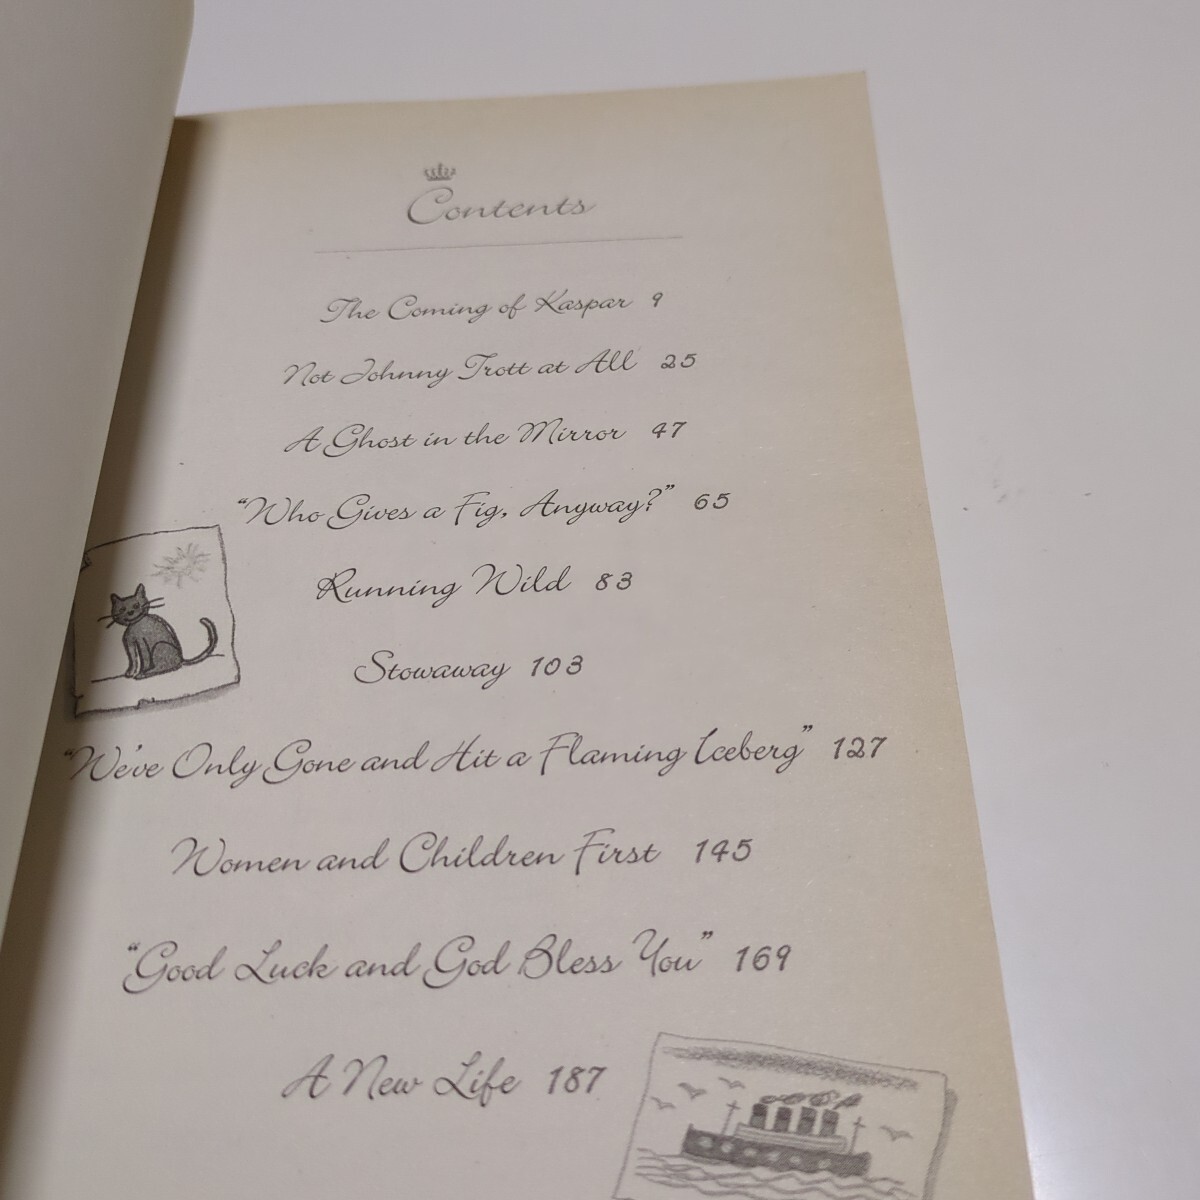 Contents
The Coming of Kaspar 9
Not Johnny Trott at All 25
A Ghost in the Mirror 47
“Who Gives a Fig, Anyway?” 65
Running Wild 83
Stowaway 103
“We've Only Gone and Hit a Flaming Iceberg” 127
Women and Children First 145
“Good Luck and God Bless You” 169
A New Life 187